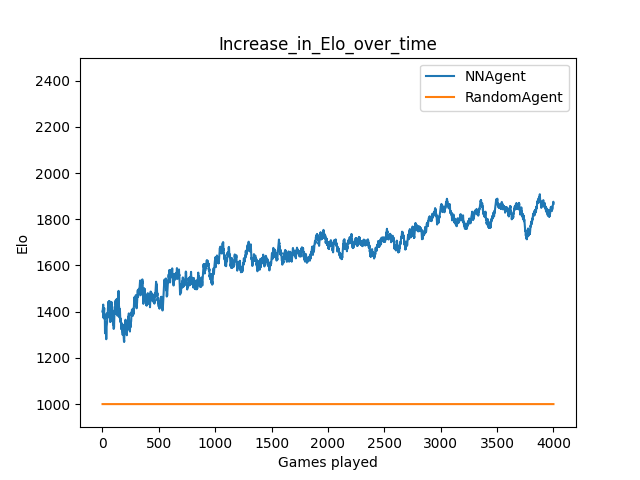 Increase_in_Elo_over_time
NNAgent
RandomAgent
2400
2200
2000
1800
1600
1400
1200
1000
Elo
0 500 1000 1500 2000 2500 3000 3500 4000
Games played